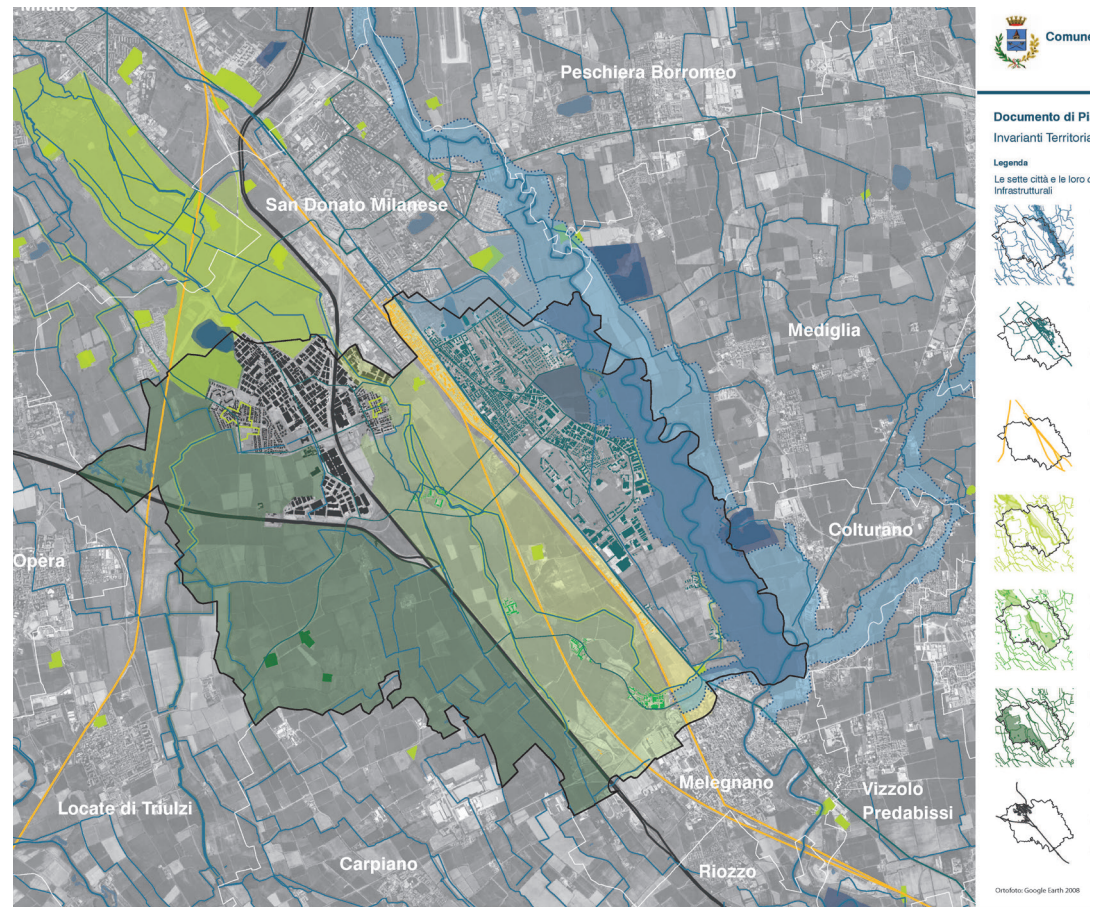 Milano
Peschiera Borromeo
San Donato Milanese
Mediglia
Colturano
Opera
Melegnano
Vizzolo
Predabissi
Locate di Triulzi
Carpiano
Riozzo
Comune
Documento di Pi
Invarianti Territoria
Legenda
Le sette città e le loro
Infrastrutturali
Ortofoto: Google Earth 2008